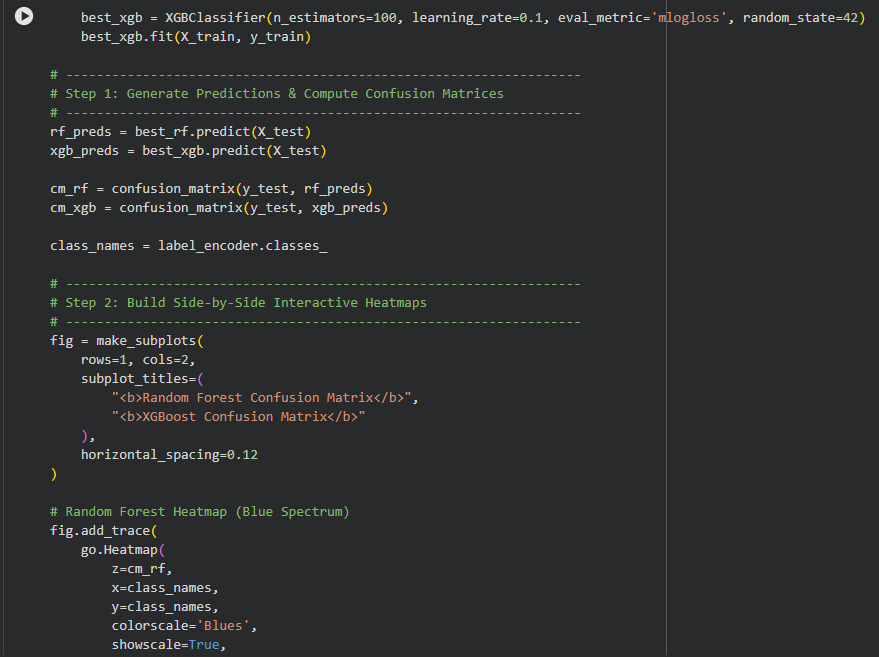 best_xgb = XGBClassifier(n_estimators=100, learning_rate=0.1, eval_metric='mlogloss', random_state=42)
best_xgb.fit(X_train, y_train)
# -------------------------------------------------------------------
# Step 1: Generate Predictions & Compute Confusion Matrices
# -------------------------------------------------------------------
rf_preds = best_rf.predict(X_test)
xgb_preds = best_xgb.predict(X_test)
cm_rf = confusion_matrix(y_test, rf_preds)
cm_xgb = confusion_matrix(y_test, xgb_preds)
class_names = label_encoder.classes_
# -------------------------------------------------------------------
# Step 2: Build Side-by-Side Interactive Heatmaps
# -------------------------------------------------------------------
fig = make_subplots(
rows=1, cols=2,
subplot_titles=(
"<b>Random Forest Confusion Matrix</b>",
"<b>XGBoost Confusion Matrix</b>"
),
horizontal_spacing=0.12
)
# Random Forest Heatmap (Blue Spectrum)
fig.add_trace(
go.Heatmap(
z=cm_rf,
x=class_names,
y=class_names,
colorscale='Blues',
showscale=True,